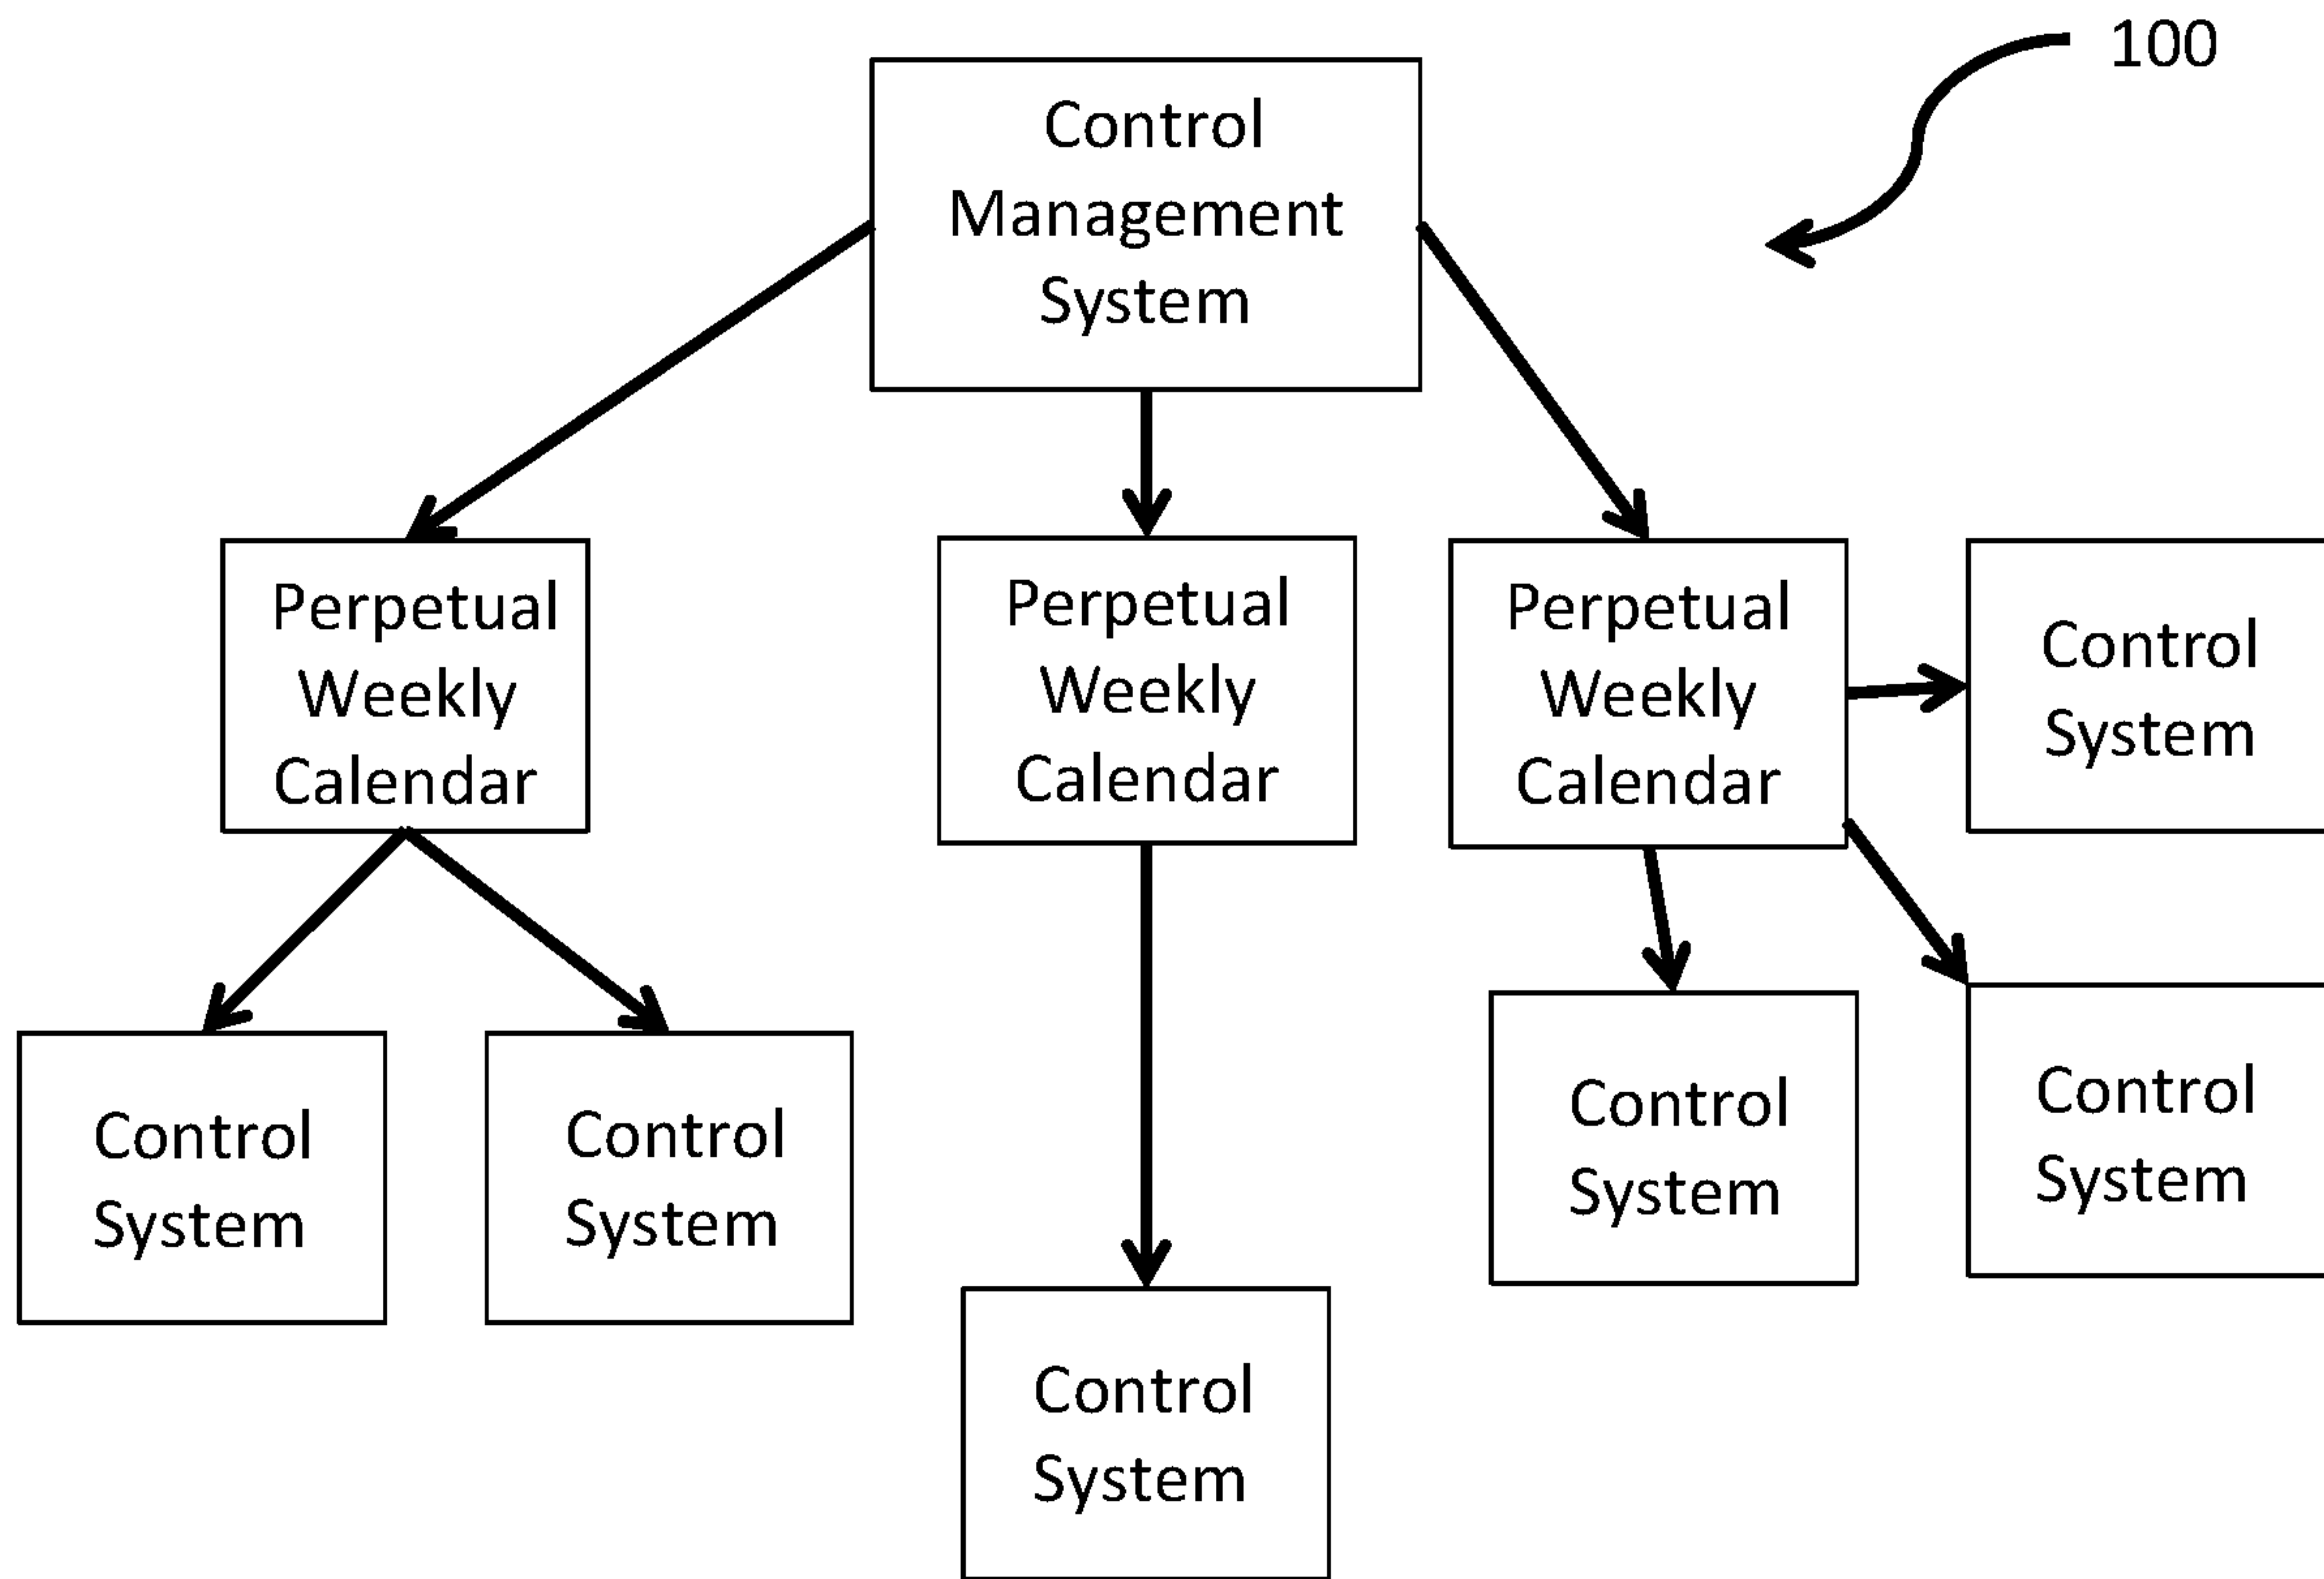 100
Control
Management
System
Perpetual
Weekly
Calendar
Perpetual
Weekly
Calendar
Perpetual
Weekly
Calendar
Control
System
Control
System
Control
System
Control
System
Control
System
Control
System